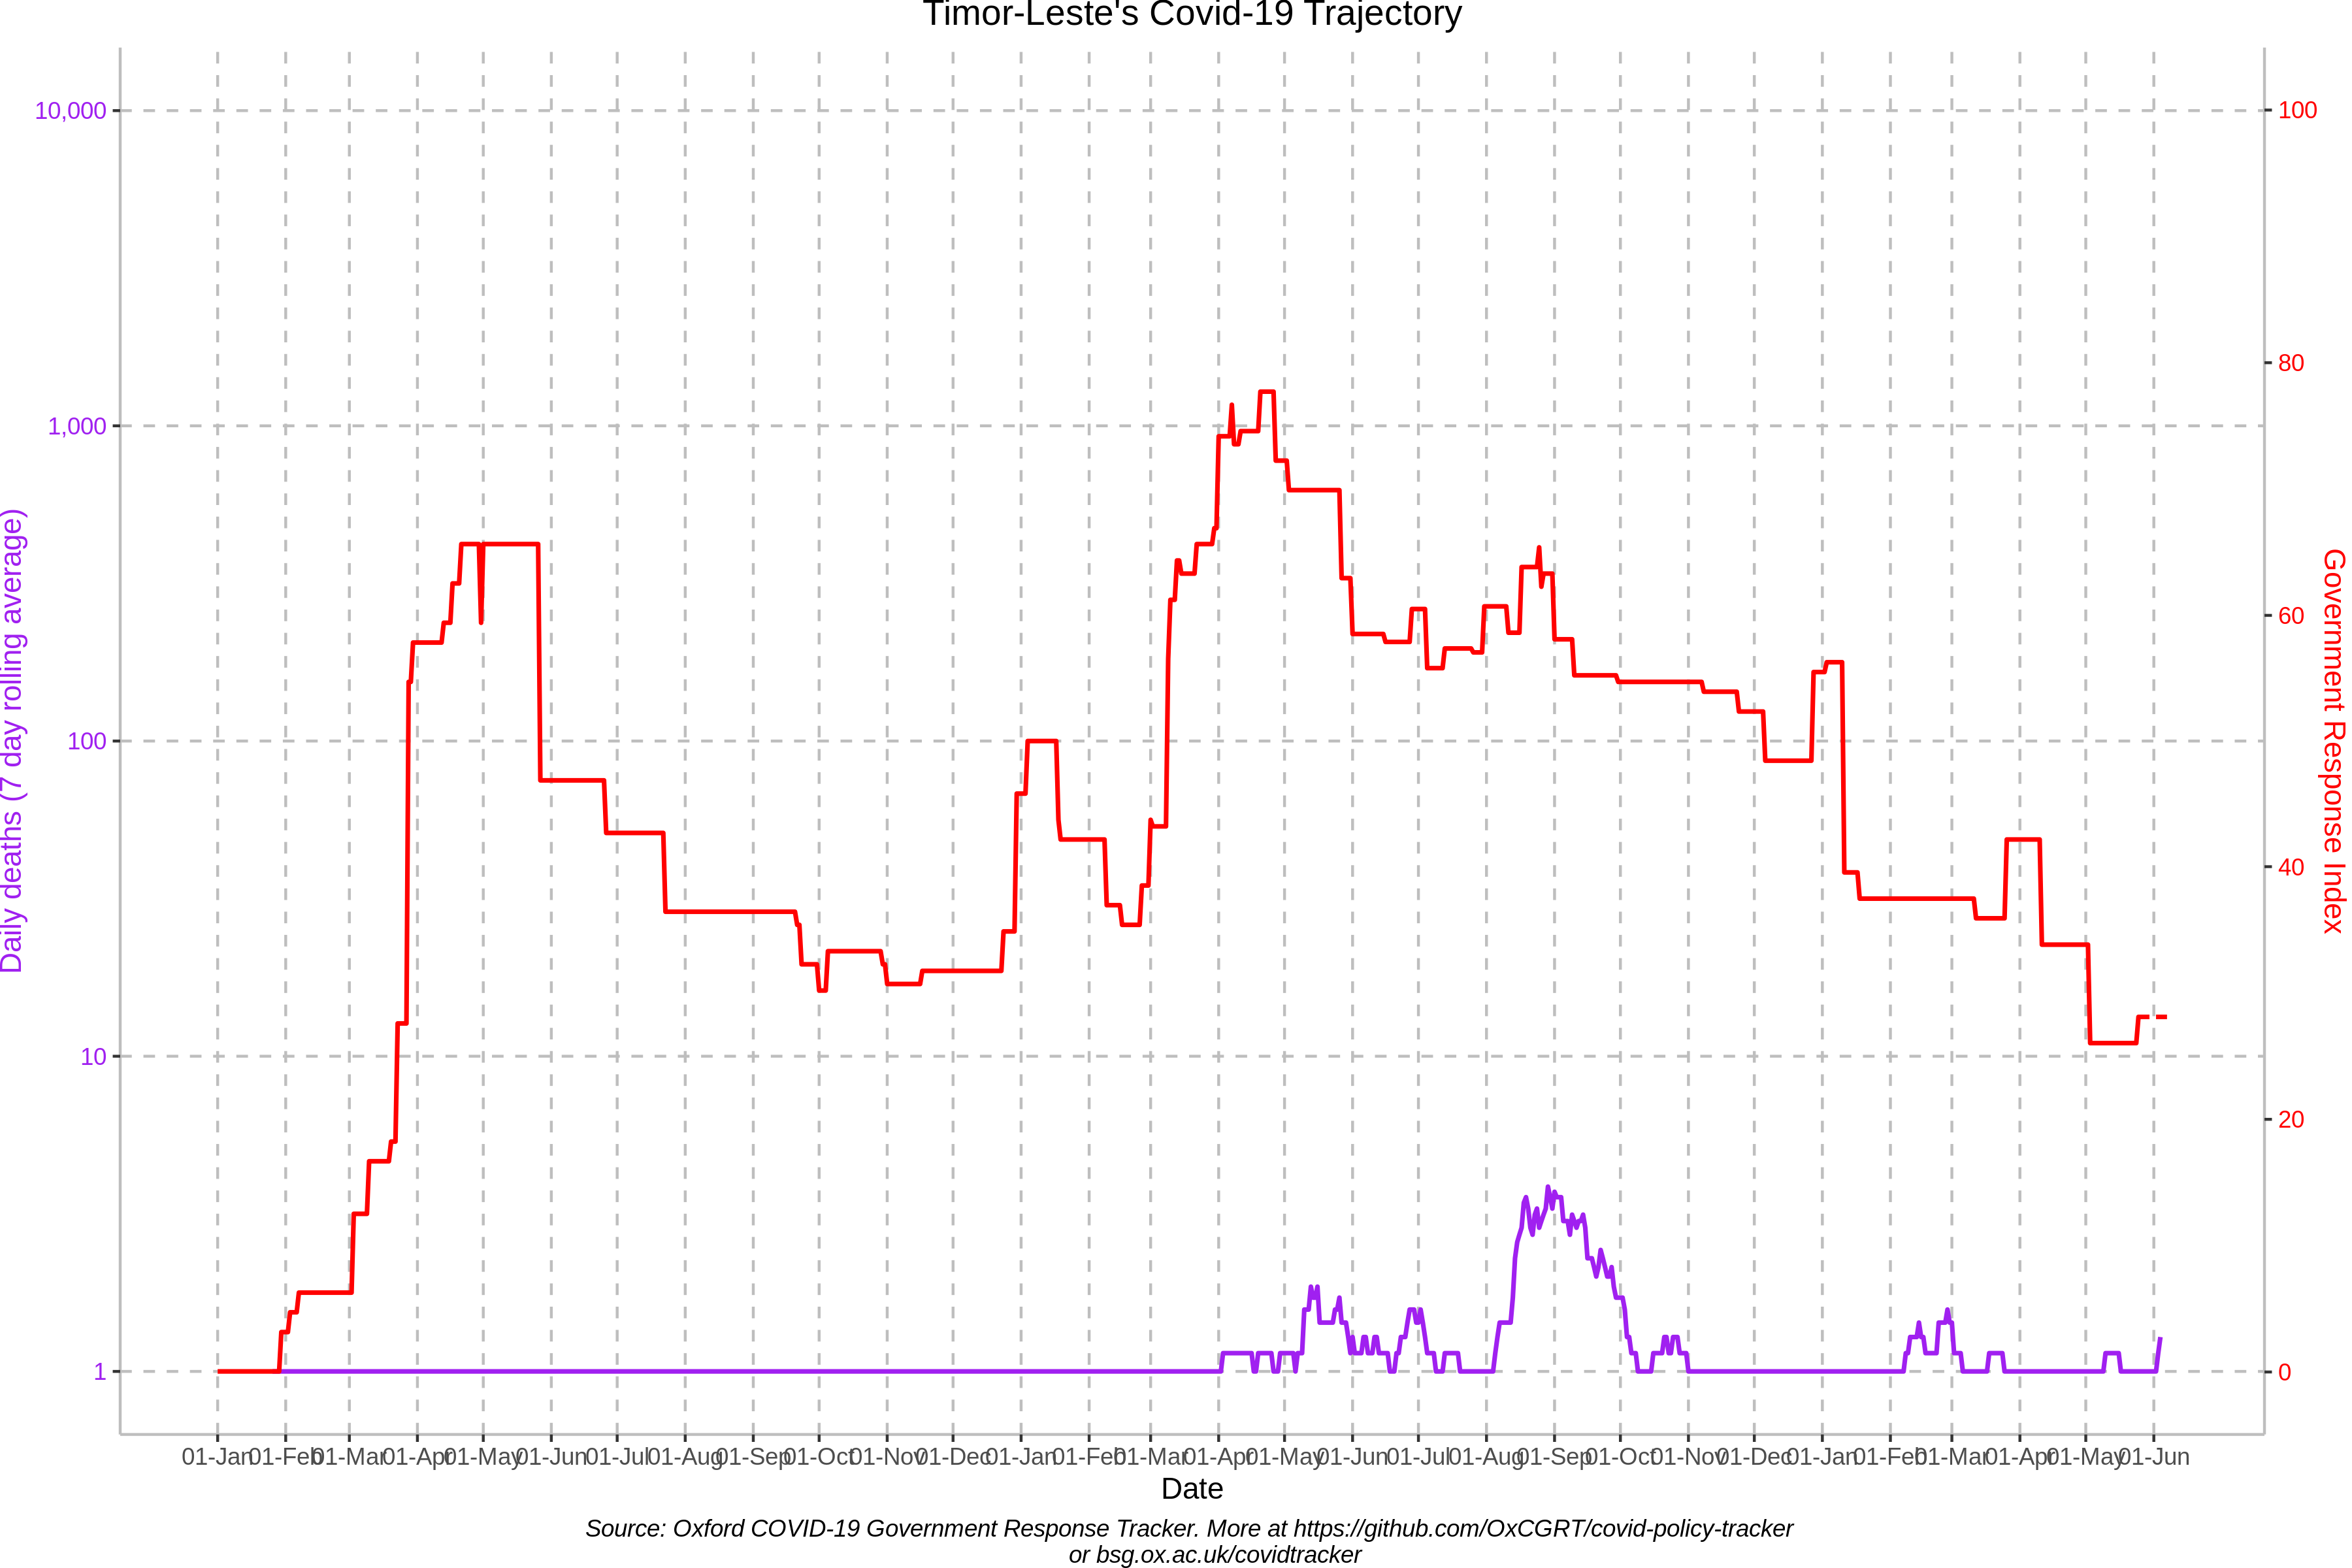 Timor-Leste's Covid-19 Trajectory
10,000
1,000
100
10
1
Daily deaths (7 day rolling average)
100
80
60
40
20
0
Government Response Index
01-Jan 01-Feb 01-Mar 01-Apr 01-May 01-Jun 01-Jul 01-Aug 01-Sep 01-Oct 01-Nov 01-Dec 01-Jan 01-Feb 01-Mar 01-Apr 01-May 01-Jun 01-Jul 01-Aug 01-Sep 01-Oct 01-Nov 01-Dec 01-Jan 01-Feb 01-Mar 01-Apr 01-May 01-Jun
Date
Source: Oxford COVID-19 Government Response Tracker. More at https://github.com/OxCGRT/covid-policy-tracker
or bsg.ox.ac.uk/covidtracker